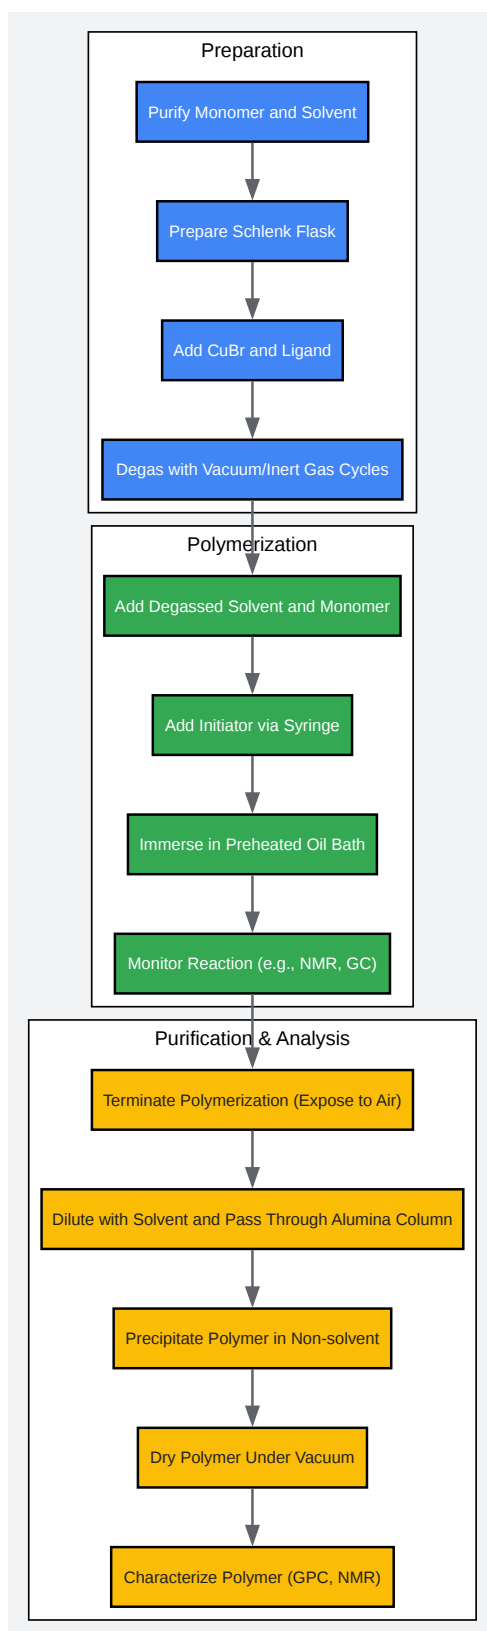 Preparation
Purify Monomer and Solvent
Prepare Schlenk Flask
Add CuBr and Ligand
Degas with Vacuum/Inert Gas Cycles
Polymerization
Add Degassed Solvent and Monomer
Add Initiator via Syringe
Immerse in Preheated Oil Bath
Monitor Reaction (e.g., NMR, GC)
Purification & Analysis
Terminate Polymerization (Expose to Air)
Dilute with Solvent and Pass Through Alumina Column
Precipitate Polymer in Non-solvent
Dry Polymer Under Vacuum
Characterize Polymer (GPC, NMR)